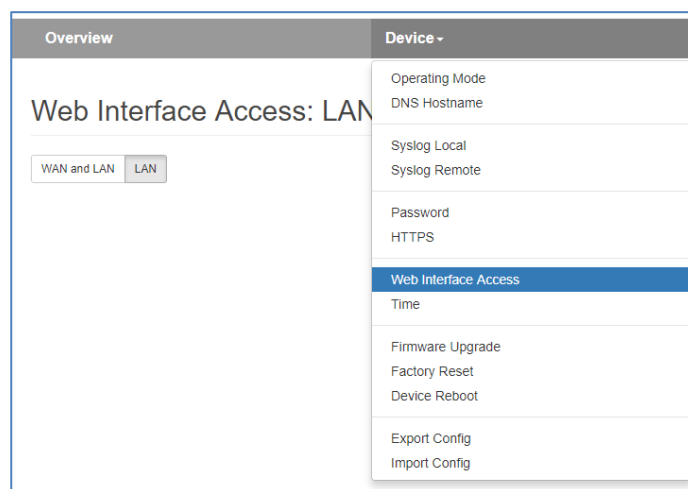 Overview
Device
Web Interface Access: LAN
WAN and LAN
LAN
Operating Mode
DNS Hostname
Syslog Local
Syslog Remote
Password
HTTPS
Web Interface Access
Time
Firmware Upgrade
Factory Reset
Device Reboot
Export Config
Import Config